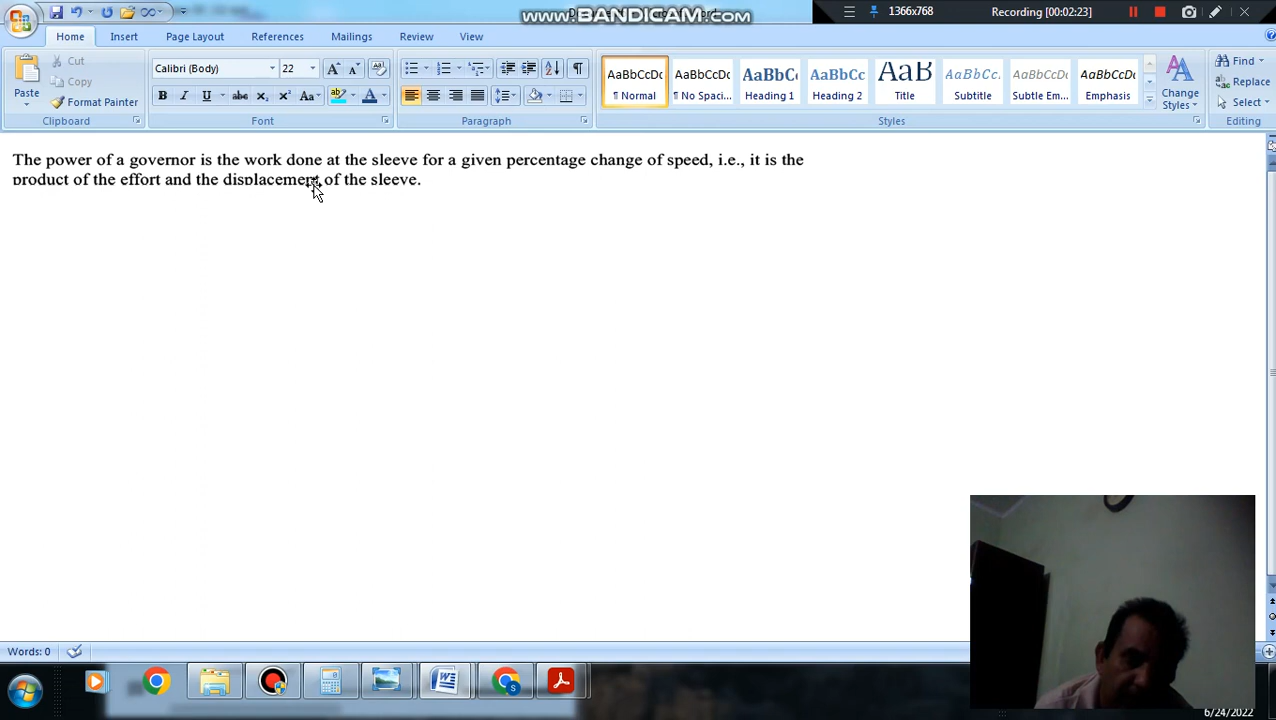 www.BANDICAM.com
1366x768
Recording [00:02:23]
Home Insert Page Layout References Mailings Review View
Paste
Cut
Copy
Format Painter
Clipboard
Calibri (Body) 22
Font
Paragraph
AaBbCcDc AaBbCcDc AaBbC AaBbCc AaB AaBbCc. AaBbCcDc AaBbCcDc
¶ Normal ¶ No Spaci... Heading 1 Heading 2 Title Subtitle Subtle Em... Emphasis
Styles
Change Styles
Find
Replace
Select
Editing
The power of a governor is the work done at the sleeve for a given percentage change of speed, i.e., it is the
product of the effort and the displacement of the sleeve.
Words: 0
6/24/2022